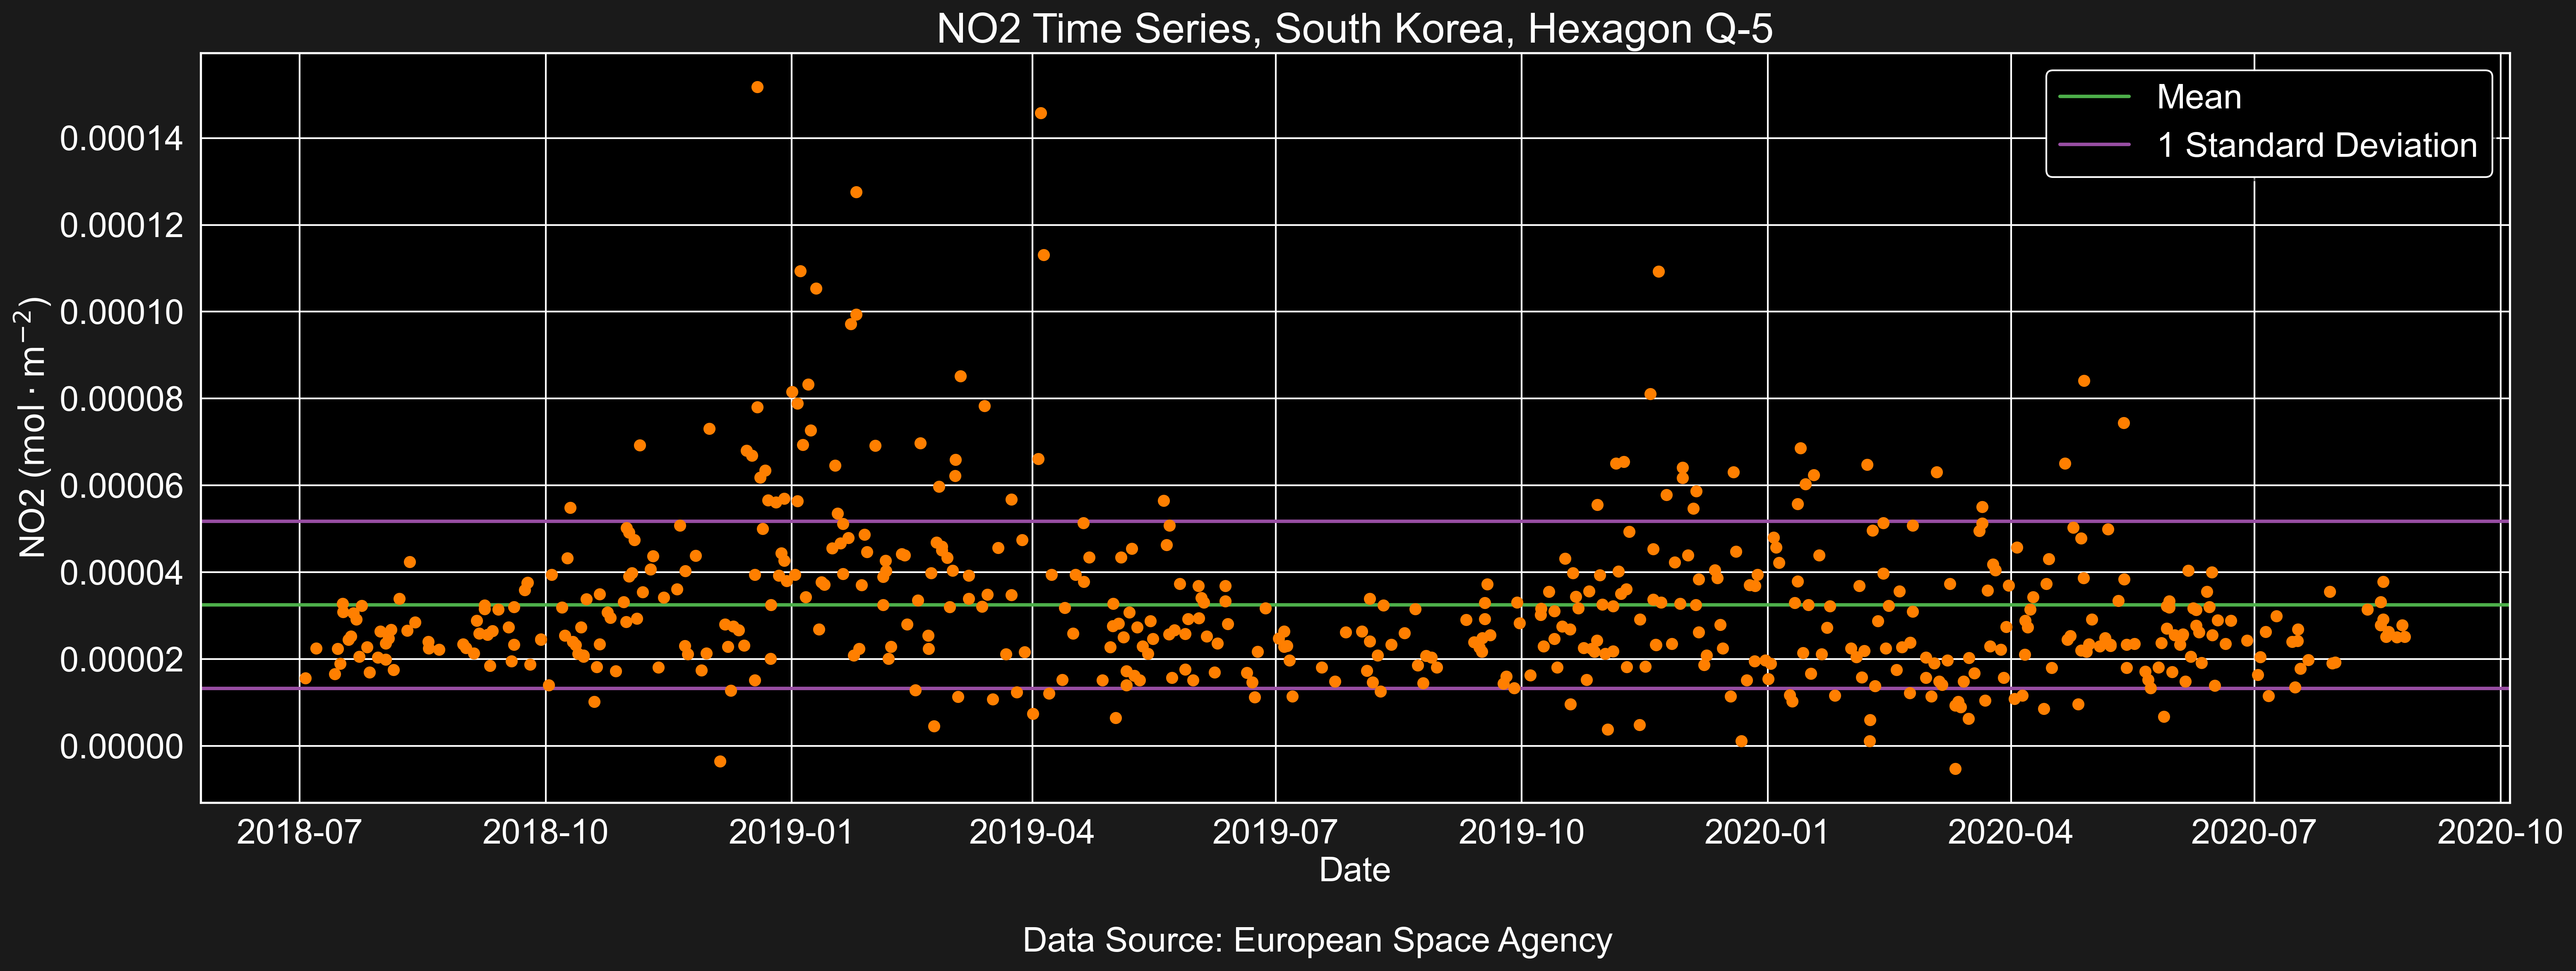 NO2 Time Series, South Korea, Hexagon Q-5
Mean
1 Standard Deviation
NO2 (mol · m⁻²)
0.00014
0.00012
0.00010
0.00008
0.00006
0.00004
0.00002
0.00000
2018-07 2018-10 2019-01 2019-04 2019-07 2019-10 2020-01 2020-04 2020-07 2020-10
Date
Data Source: European Space Agency